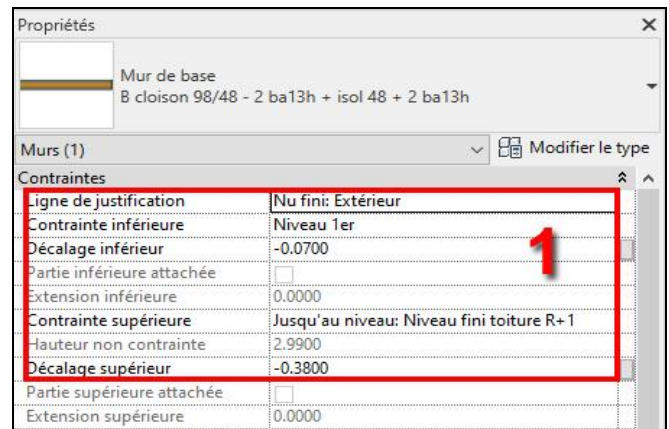 Propriétés
Mur de base
B cloison 98/48 - 2 ba13h + isol 48 + 2 ba13h
Murs (1) Modifier le type
Contraintes
Ligne de justification Nu fini: Extérieur
Contrainte inférieure Niveau 1er
Décalage inférieur -0.0700
Partie inférieure attachée
Extension inférieure 0.0000
Contrainte supérieure Jusqu'au niveau: Niveau fini toiture R+1
Hauteur non contrainte 2.9900
Décalage supérieur -0.3800
Partie supérieure attachée
Extension supérieure 0.0000
1